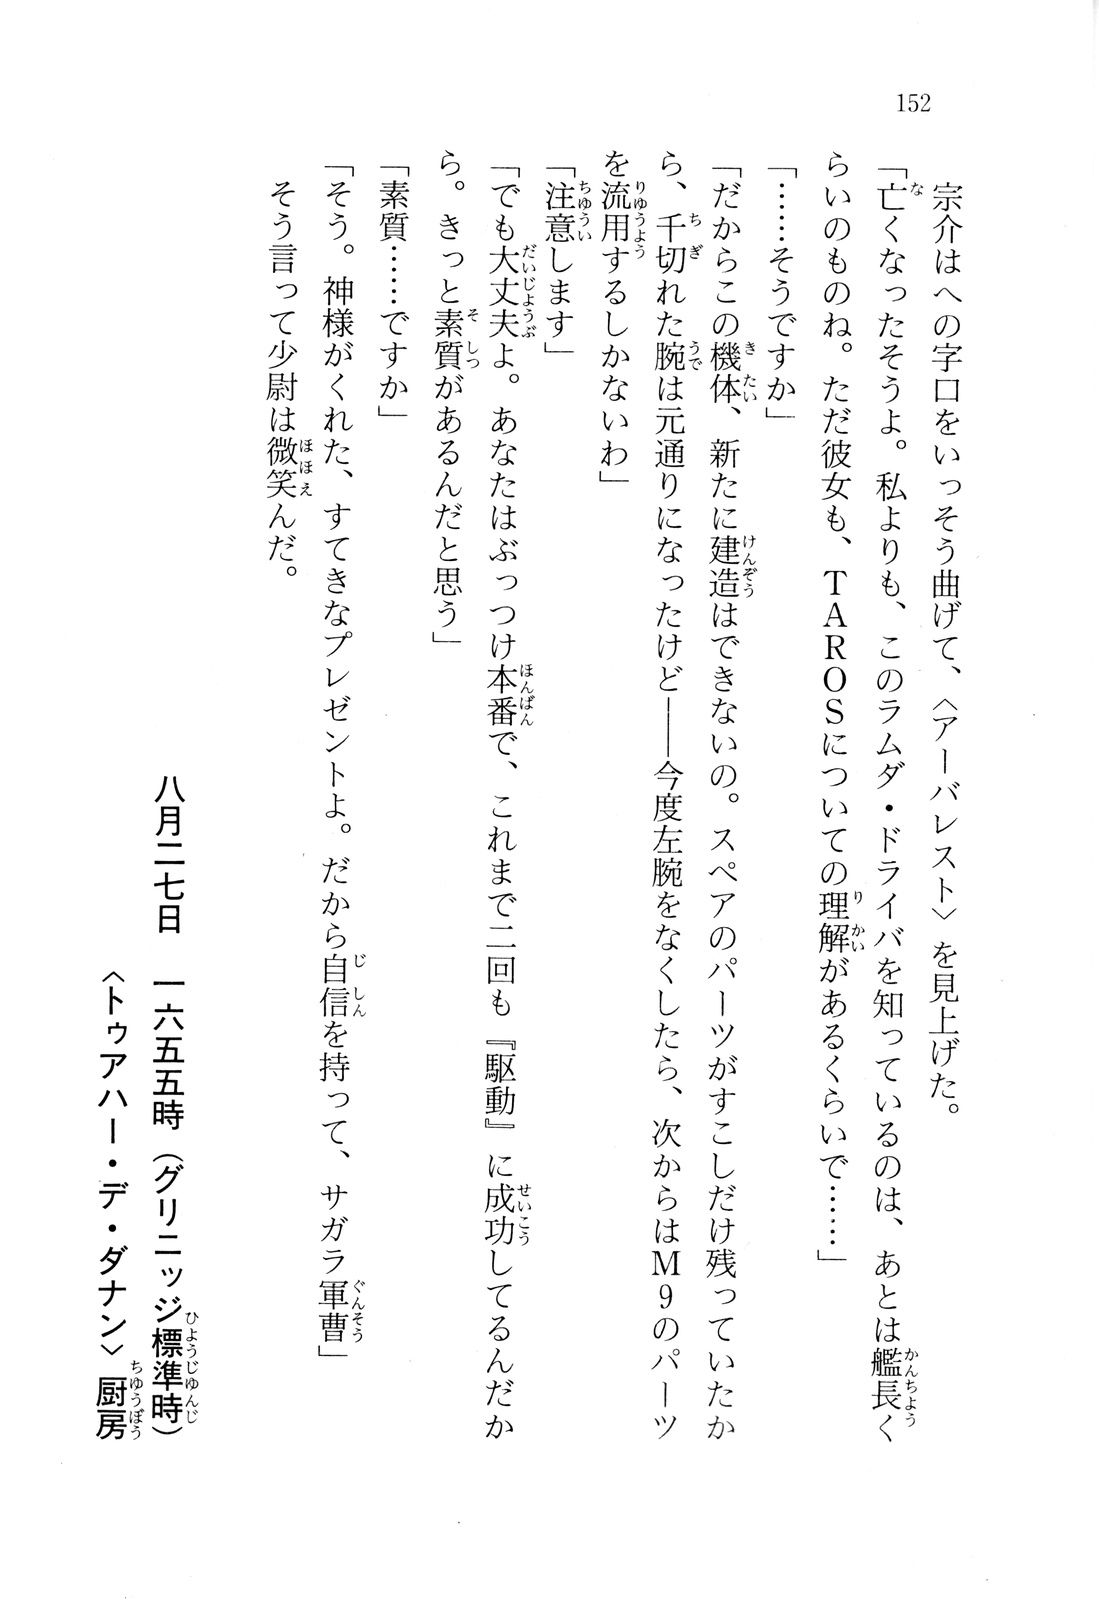 152
宗介はへの字口をいっそう曲げて、〈アーバレスト〉を見上げた。
「亡くなったそうよ。私よりも、このラムダ・ドライバを知っているのは、あとは艦長く
らいのものね。ただ彼女も、TAROSについての理解があるくらいで……」
「……そうですか」
「だからこの機体、新たに建造はできないの。スペアのパーツがすこしだけ残っていたか
ら、千切れた腕は元通りになったけど――今度左腕をなくしたら、次からはM9のパーツ
を流用するしかないわ」
「注意します」
「でも大丈夫よ。あなたはぶっつけ本番で、これまで二回も『駆動』に成功してるんだか
ら。きっと素質があるんだと思う」
「素質……ですか」
「そう。神様がくれた、すてきなプレゼントよ。だから自信を持って、サガラ軍曹」
そう言って少尉は微笑んだ。
八月二七日　一六五五時（グリニッジ標準時）
〈トゥアハー・デ・ダナン〉厨房